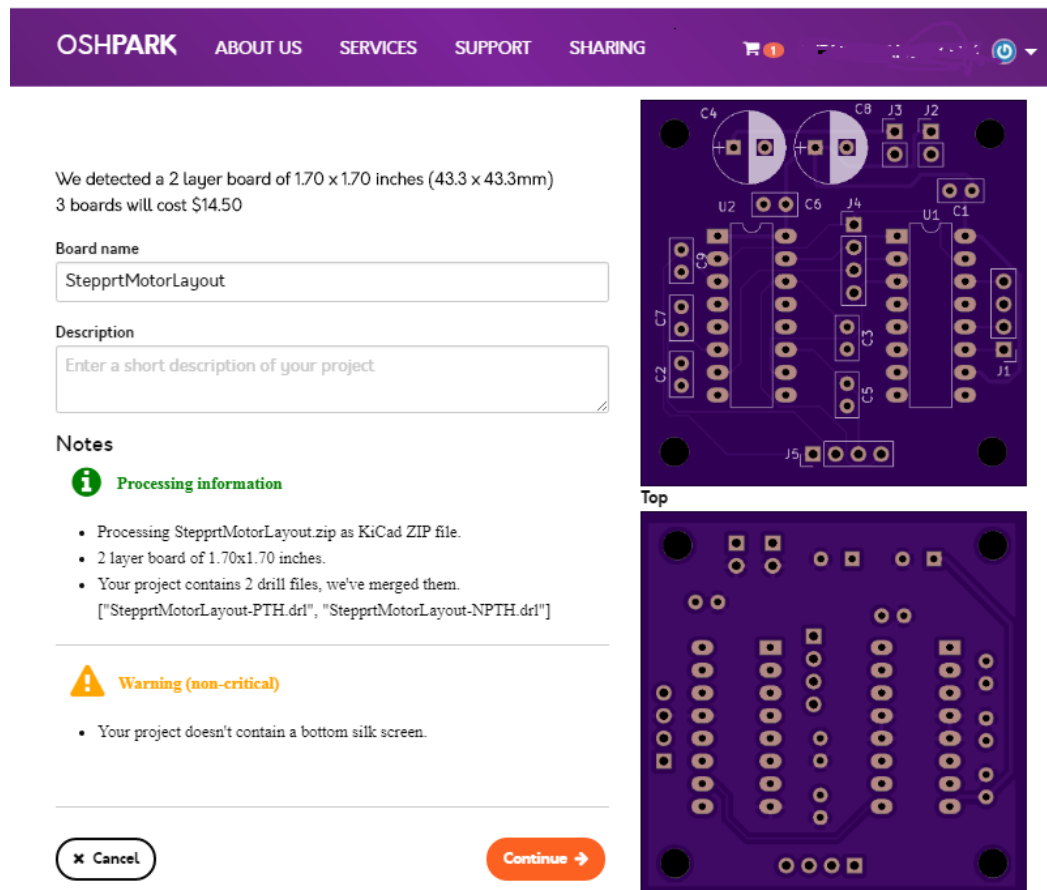 OSHPARK ABOUT US SERVICES SUPPORT SHARING 1
We detected a 2 layer board of 1.70 x 1.70 inches (43.3 x 43.3mm)
3 boards will cost $14.50
Board name
StepprtMotorLayout
Description
Enter a short description of your project
Notes
Processing information
Processing StepprtMotorLayout.zip as KiCad ZIP file.
2 layer board of 1.70x1.70 inches.
Your project contains 2 drill files, we've merged them.
["StepprtMotorLayout-PTH.drl", "StepprtMotorLayout-NPTH.drl"]
Warning (non-critical)
Your project doesn't contain a bottom silk screen.
Cancel
Continue
C4 C8 J3 J2
+ +
U2 C6 J4 U1 C1
C9
C7
C3
C2
J1
C5
J5
Top